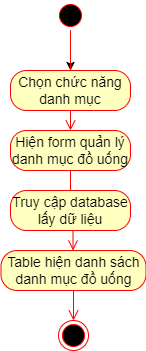 Chọn chức năng
danh mục
Hiện form quản lý
danh mục đồ uống
Truy cập database
lấy dữ liệu
Table hiện danh sách
danh mục đồ uống